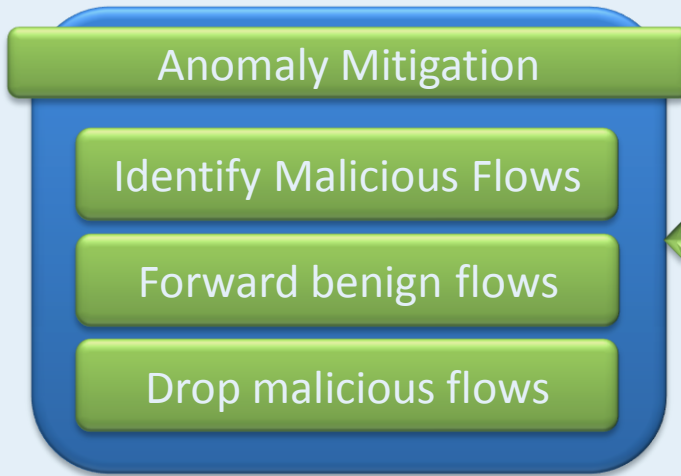 Anomaly Mitigation
Identify Malicious Flows
Forward benign flows
Drop malicious flows